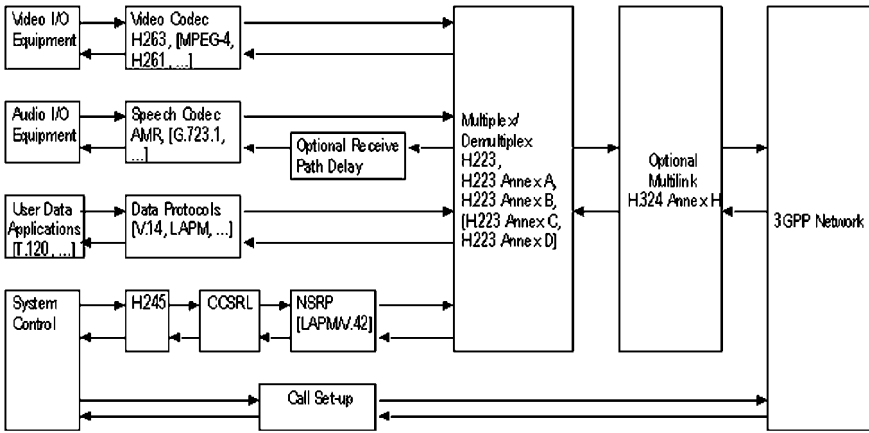 Video I/O
Equipment
Video Codec
H263, [MPEG-4,
H261, ...]
Audio I/O
Equipment
Speech Codec
AMR, [G.723.1,
...]
Optional Receive
Path Delay
User Data
Applications
[T.120, ...]
Data Protocols
[V.14, LAPM, ...]
System
Control
H245
CCSRL
NSRP
[LAPM/V.42]
Call Set-up
Multiplex/
Demultiplex
H223,
H223 Annex A,
H223 Annex B,
[H223 Annex C,
H223 Annex D]
Optional
Multilink
H.324 Annex H
3GPP Network